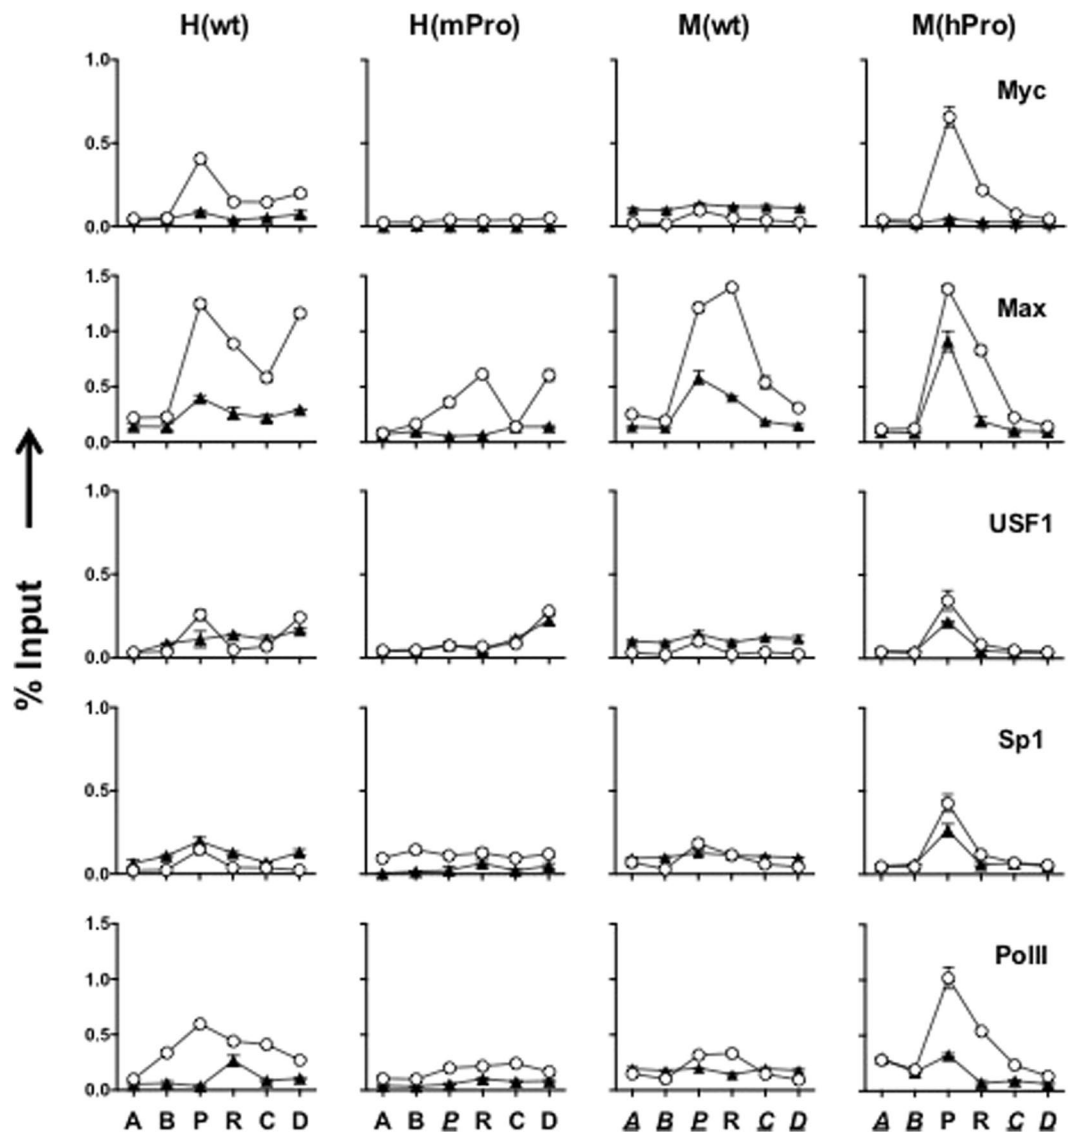 H(wt) H(mPro) M(wt) M(hPro)
1.0 Myc
0.5
0.0
1.5 Max
1.0
0.5
0.0
1.0 USF1
0.5
0.0
1.0 Sp1
0.5
0.0
1.5 PolII
1.0
0.5
0.0
A B P R C D A B P R C D A B P R C D A B P R C D
% Input